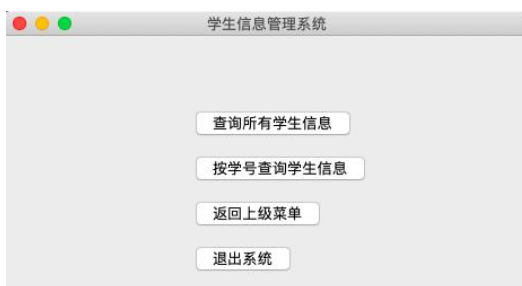 学生信息管理系统
查询所有学生信息
按学号查询学生信息
返回上级菜单
退出系统